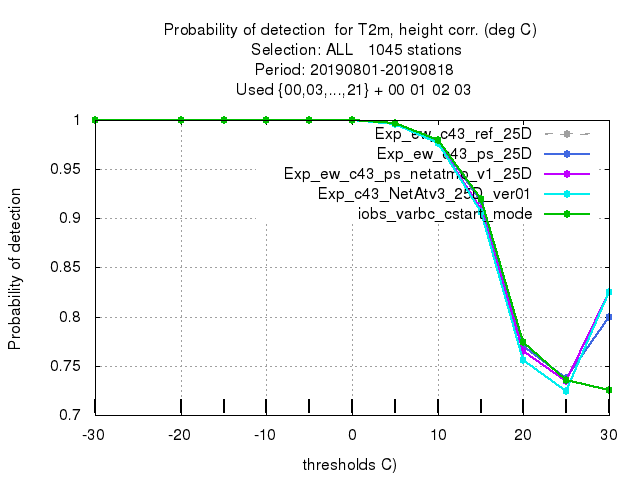 Probability of detection  for T2m, height corr. (deg C)
Selection: ALL   1045 stations
Period: 20190801-20190818
Used {00,03,...,21} + 00 01 02 03
Exp_ew_c43_ref_25D
Exp_ew_c43_ps_25D
Exp_ew_c43_ps_netatmo_v1_25D
Exp_c43_NetAtv3_25D_ver01
iobs_varbc_cstart_mode
Probability of detection
1
0.95
0.9
0.85
0.8
0.75
0.7
-30 -20 -10 0 10 20 30
thresholds C)